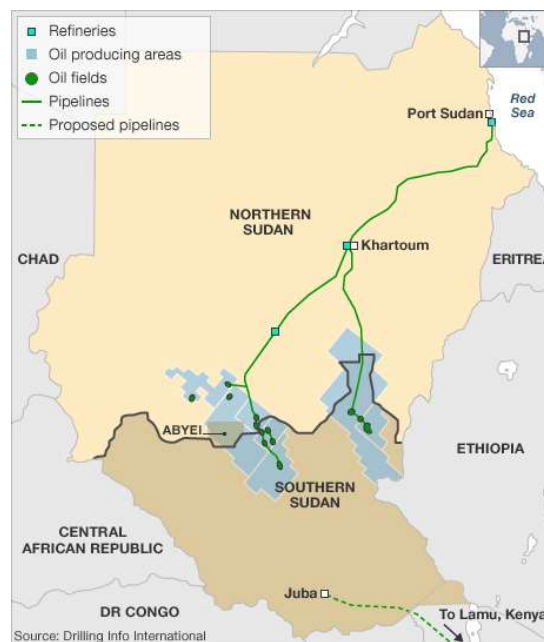 Refineries
Oil producing areas
Oil fields
Pipelines
Proposed pipelines
Port Sudan
Red
Sea
NORTHERN
SUDAN
Khartoum
CHAD
ERITREA
ABYEI
ETHIOPIA
SOUTHERN
SUDAN
CENTRAL
AFRICAN REPUBLIC
Juba
DR CONGO
To Lamu, Kenya
Source: Drilling Info International